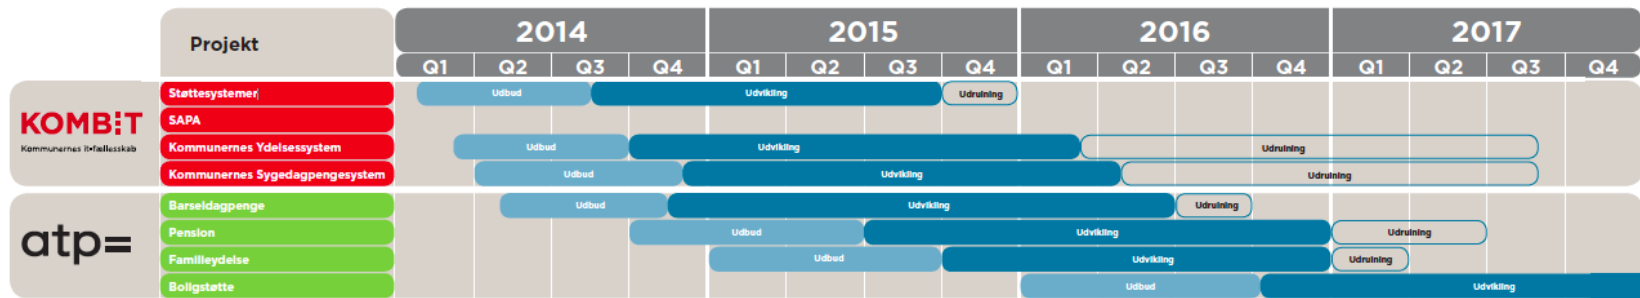 Projekt 2014 2015 2016 2017
Q1 Q2 Q3 Q4 Q1 Q2 Q3 Q4 Q1 Q2 Q3 Q4 Q1 Q2 Q3 Q4
KOMBIT
Kommunernes it-fællesskab
Støttesystemer Udbud Udvikling Udrulning
SAPA
Kommunernes Ydelsessystem Udbud Udvikling Udrulning
Kommunernes Sygedagpengesystem Udbud Udvikling Udrulning
atp=
Barseldagpenge Udbud Udvikling Udrulning
Pension Udbud Udvikling Udrulning
Familieydelse Udbud Udvikling Udrulning
Boligstøtte Udbud Udvikling